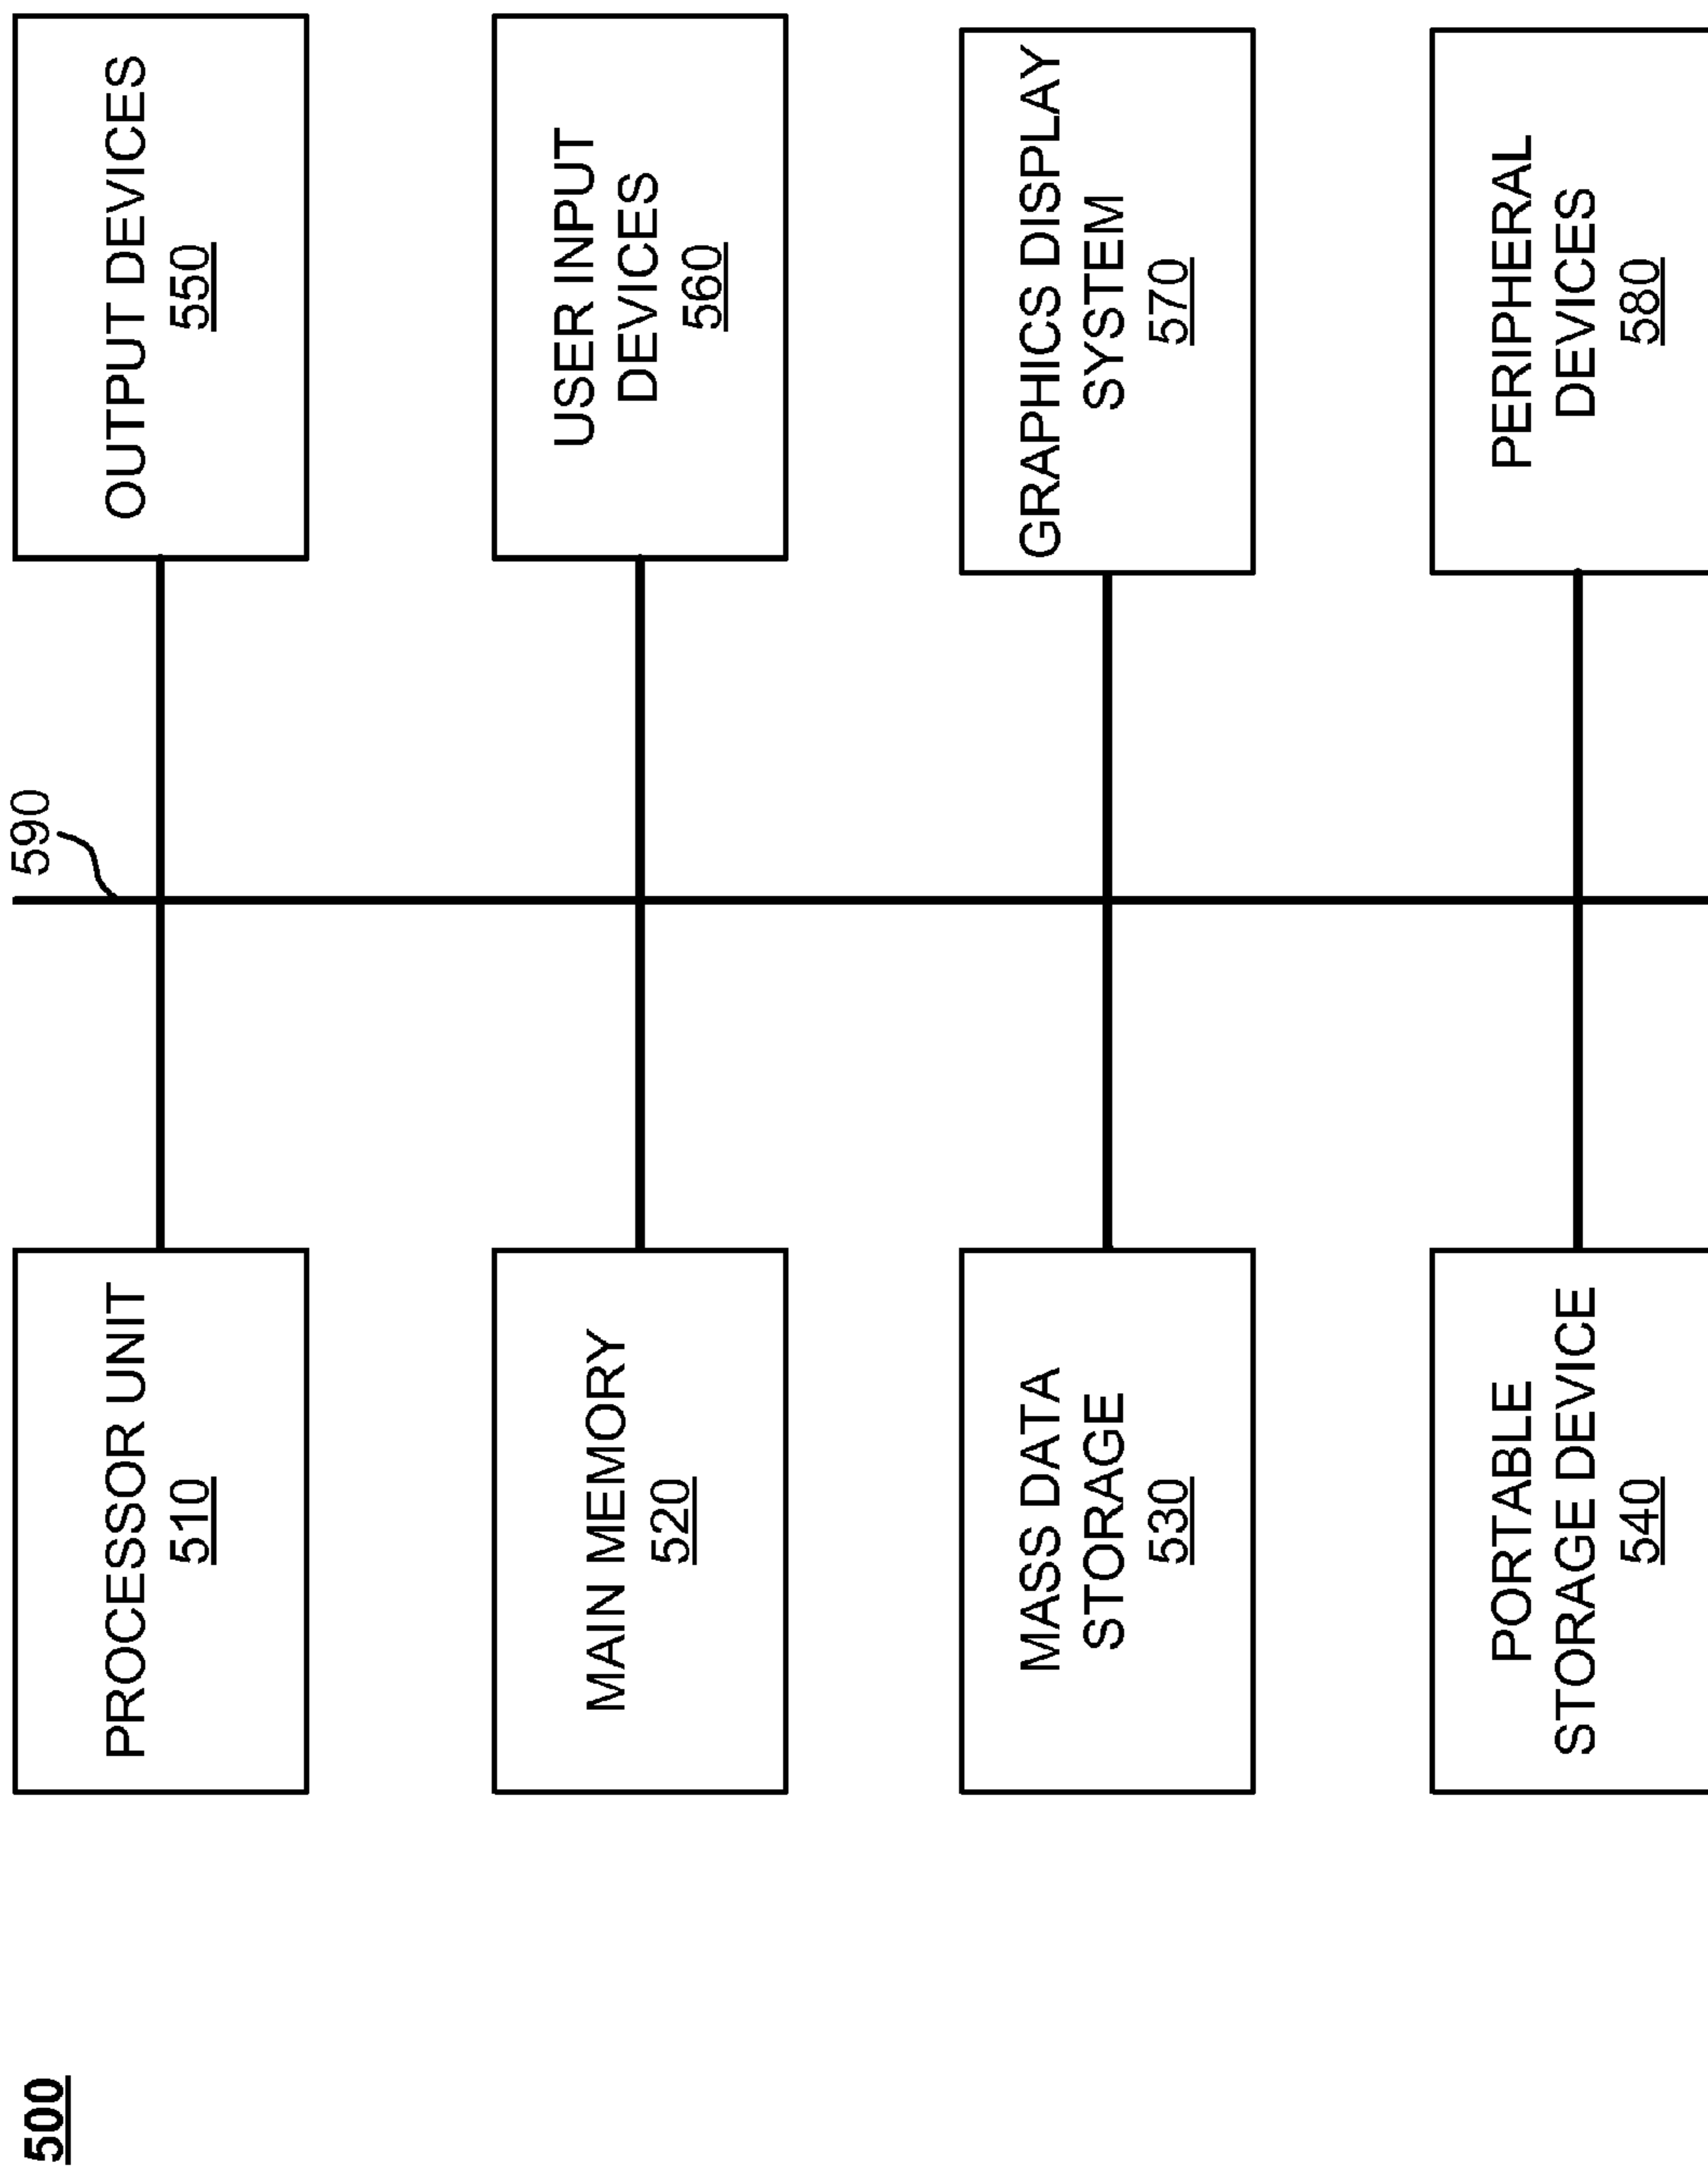 500
590
PROCESSOR UNIT
510
OUTPUT DEVICES
550
MAIN MEMORY
520
USER INPUT
DEVICES
560
MASS DATA
STORAGE
530
GRAPHICS DISPLAY
SYSTEM
570
PORTABLE
STORAGE DEVICE
540
PERIPHERAL
DEVICES
580